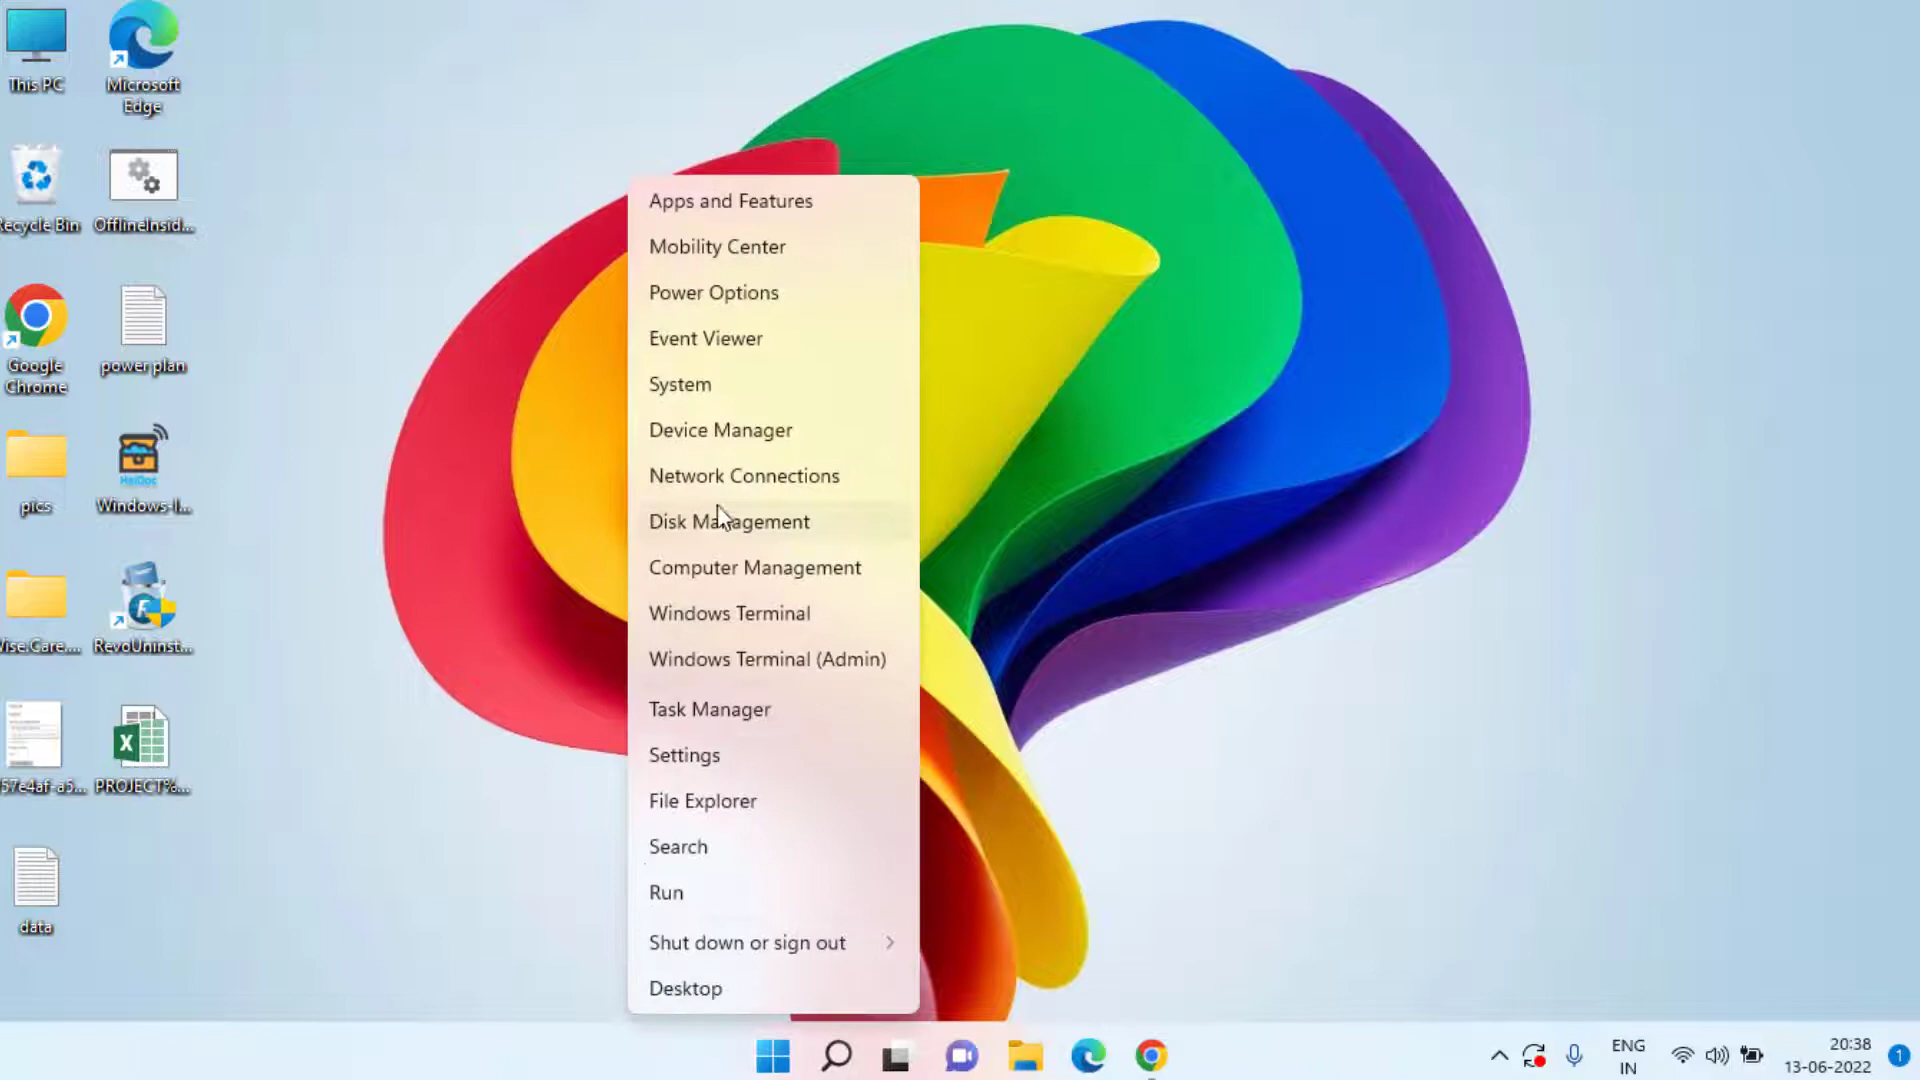 This PC
Microsoft
Edge
Recycle Bin
OfflineInsid...
Google
Chrome
power plan
pics
HeiDoc
Windows-I...
Wise.Care....
RevoUninst...
57e4af-a5...
PROJECT%...
data
Apps and Features
Mobility Center
Power Options
Event Viewer
System
Device Manager
Network Connections
Disk Management
Computer Management
Windows Terminal
Windows Terminal (Admin)
Task Manager
Settings
File Explorer
Search
Run
Shut down or sign out
Desktop
ENG
IN
20:38
13-06-2022
1